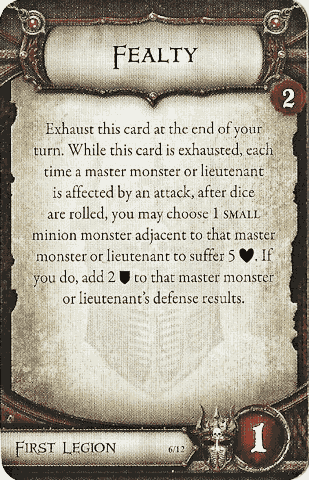 Fealty
2
Exhaust this card at the end of your
turn. While this card is exhausted, each
time a master monster or lieutenant
is affected by an attack, after dice
are rolled, you may choose 1 small
minion monster adjacent to that master
monster or lieutenant to suffer 5 ♥. If
you do, add 2 to that master monster
or lieutenant's defense results.
First Legion 6/12
1